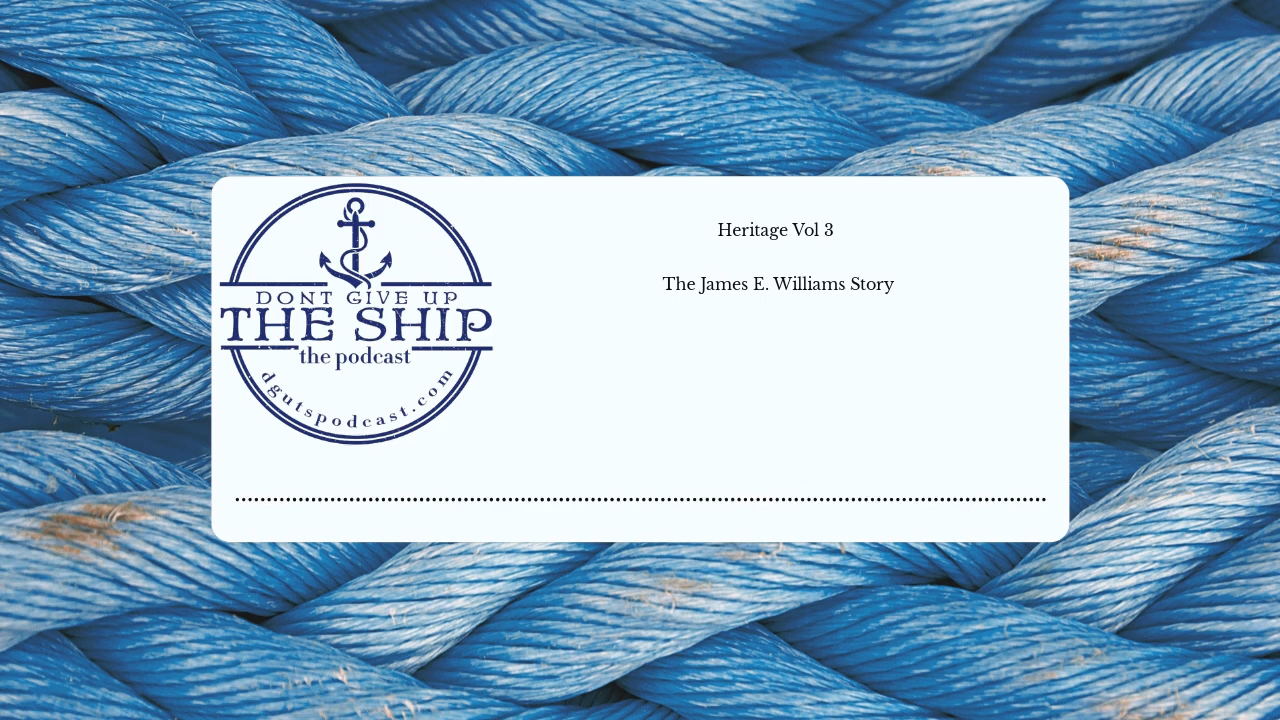 DONT GIVE UP
THE SHIP
the podcast
dgutspodcast.com
Heritage Vol 3
The James E. Williams Story